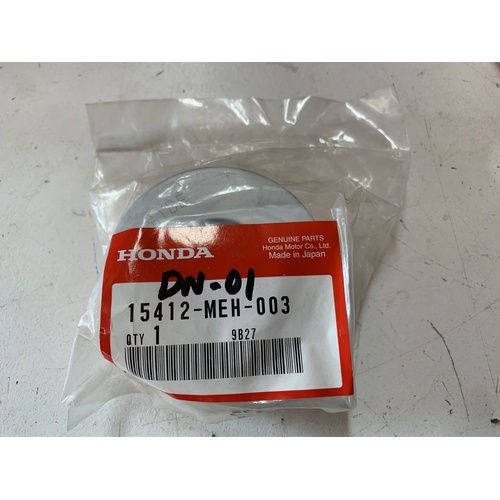 HONDA
GENUINE PARTS
Honda Motor Co., Ltd.
Made in Japan
DN-01
15412-MEH-003
QTY 1
9B27